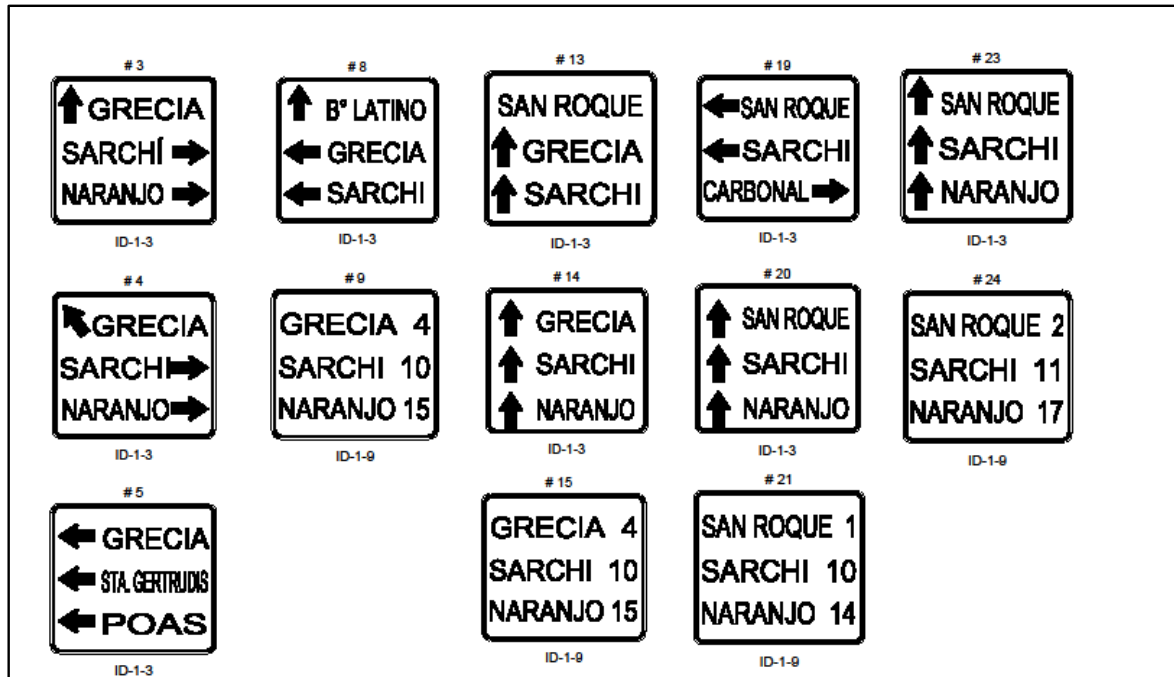 # 3
GRECIA
SARCHÍ
NARANJO
ID-1-3
# 8
Bº LATINO
GRECIA
SARCHI
ID-1-3
# 13
SAN ROQUE
GRECIA
SARCHI
ID-1-3
# 19
SAN ROQUE
SARCHI
CARBONAL
ID-1-3
# 23
SAN ROQUE
SARCHI
NARANJO
ID-1-3
# 4
GRECIA
SARCHI
NARANJO
ID-1-3
# 9
GRECIA 4
SARCHI 10
NARANJO 15
ID-1-9
# 14
GRECIA
SARCHI
NARANJO
ID-1-3
# 20
SAN ROQUE
SARCHI
NARANJO
ID-1-3
# 24
SAN ROQUE 2
SARCHI 11
NARANJO 17
ID-1-9
# 5
GRECIA
STA. GERTRUDIS
POAS
ID-1-3
# 15
GRECIA 4
SARCHI 10
NARANJO 15
ID-1-9
# 21
SAN ROQUE 1
SARCHI 10
NARANJO 14
ID-1-9